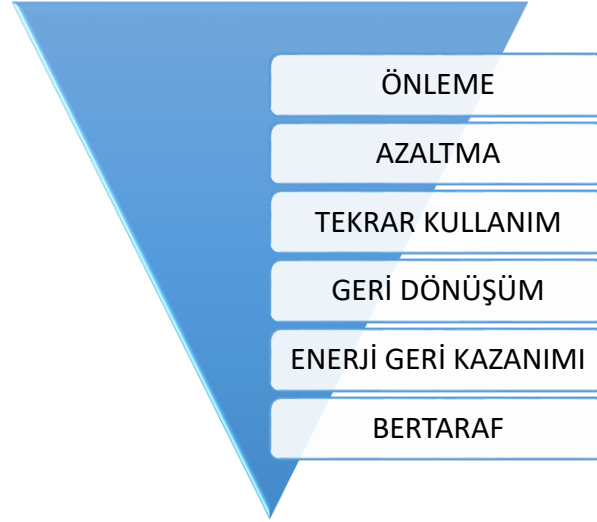 ÖNLEME
AZALTMA
TEKRAR KULLANIM
GERİ DÖNÜŞÜM
ENERJİ GERİ KAZANIMI
BERTARAF